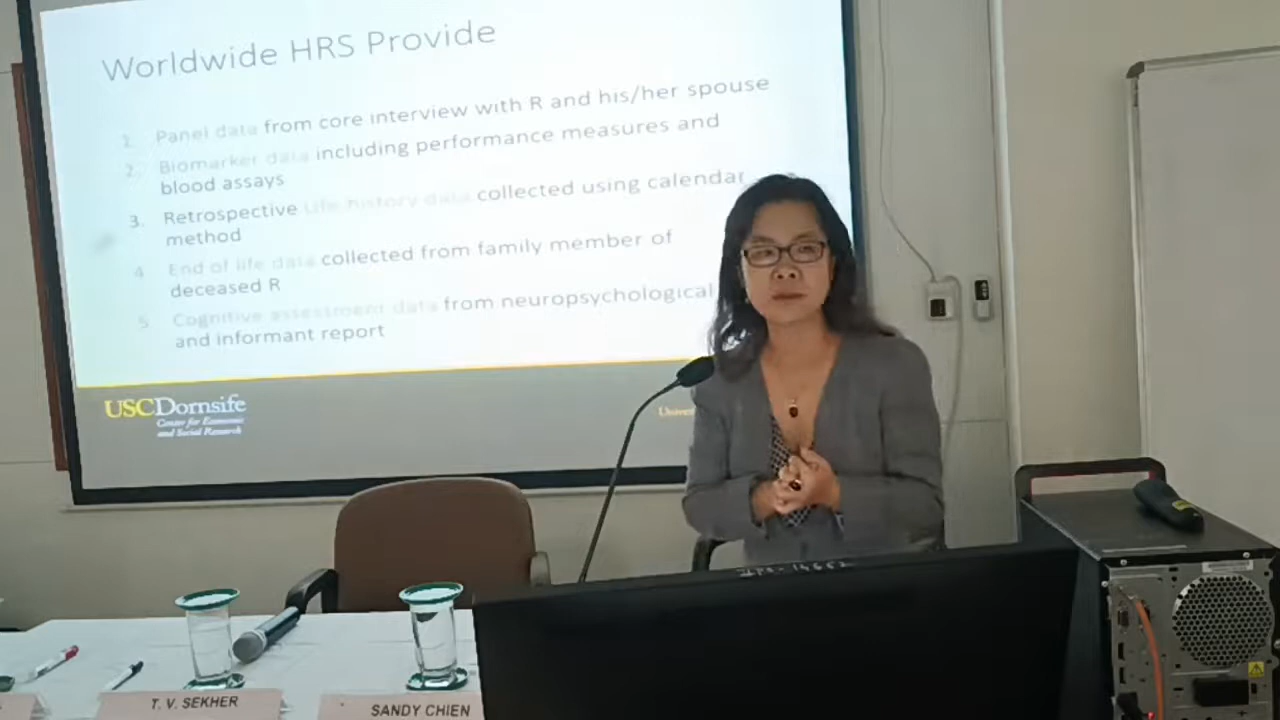 Worldwide HRS Provide
1. Panel data from core interview with R and his/her spouse
2. Biomarker data including performance measures and
blood assays
3. Retrospective Life history data collected using calendar
method
4 End of life data collected from family member of
deceased R
5 Cognitive assessment data from neuropsychological
and informant report
USCDornsife
Center for Economic
and Social Research
Univer
T. V. SEKHER
SANDY CHIEN